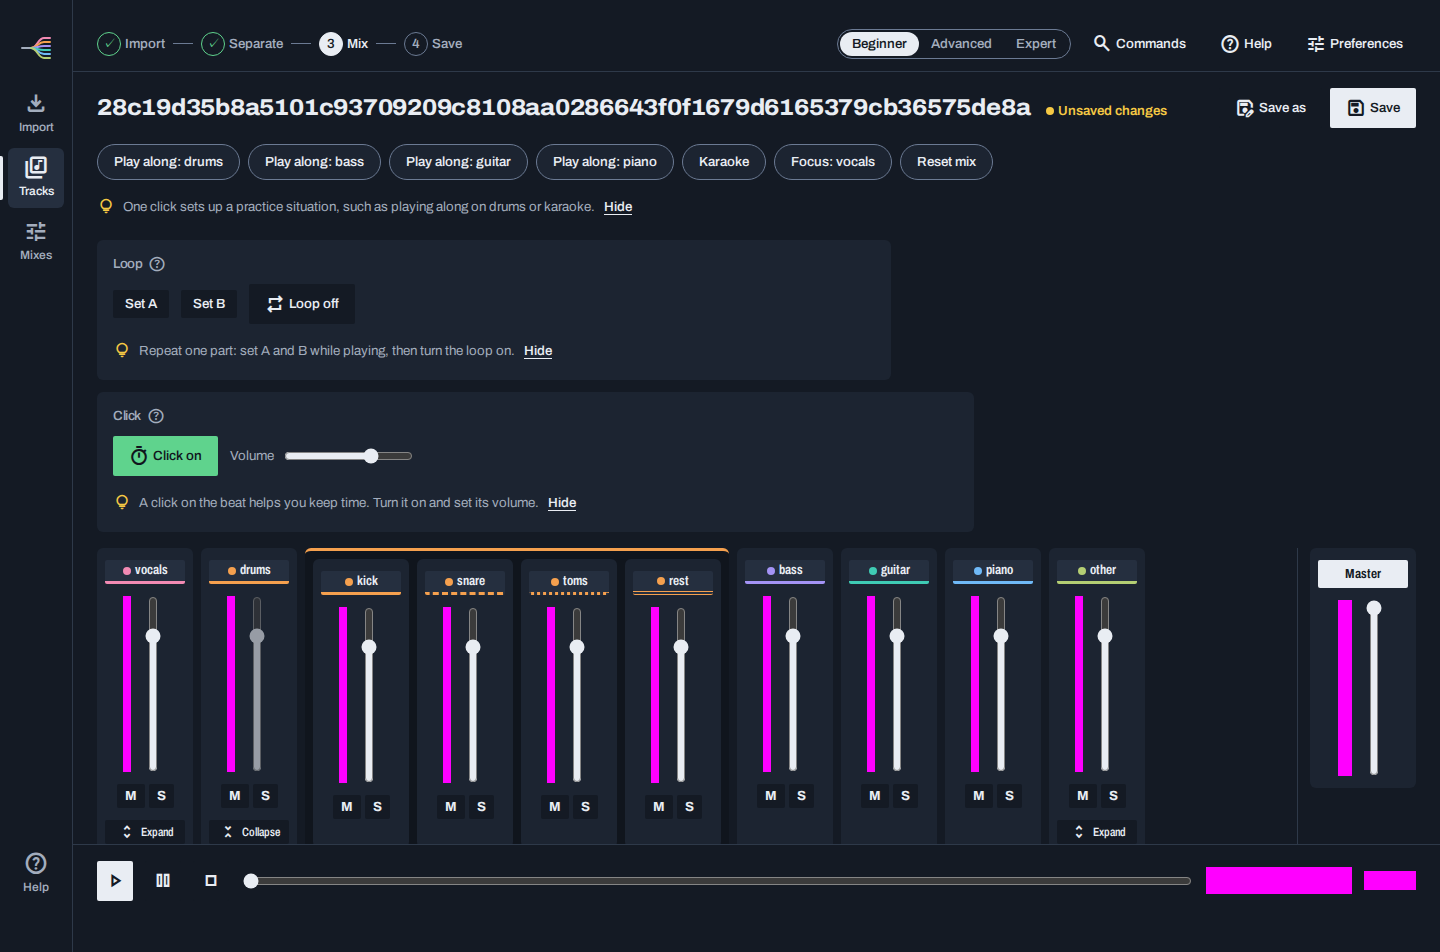 Import
Separate
3 Mix
4 Save
Beginner
Advanced
Expert
Commands
Help
Preferences
28c19d35b8a5101c93709209c8108aa0286643f0f1679d6165379cb36575de8a
Unsaved changes
Save as
Save
Import
Tracks
Mixes
Help
Play along: drums
Play along: bass
Play along: guitar
Play along: piano
Karaoke
Focus: vocals
Reset mix
One click sets up a practice situation, such as playing along on drums or karaoke. Hide
Loop
Set A
Set B
Loop off
Repeat one part: set A and B while playing, then turn the loop on. Hide
Click
Click on
Volume
A click on the beat helps you keep time. Turn it on and set its volume. Hide
vocals
drums
kick
snare
toms
rest
bass
guitar
piano
other
Master
M S
M S
M S
M S
M S
M S
M S
M S
M S
M S
Expand
Collapse
Expand